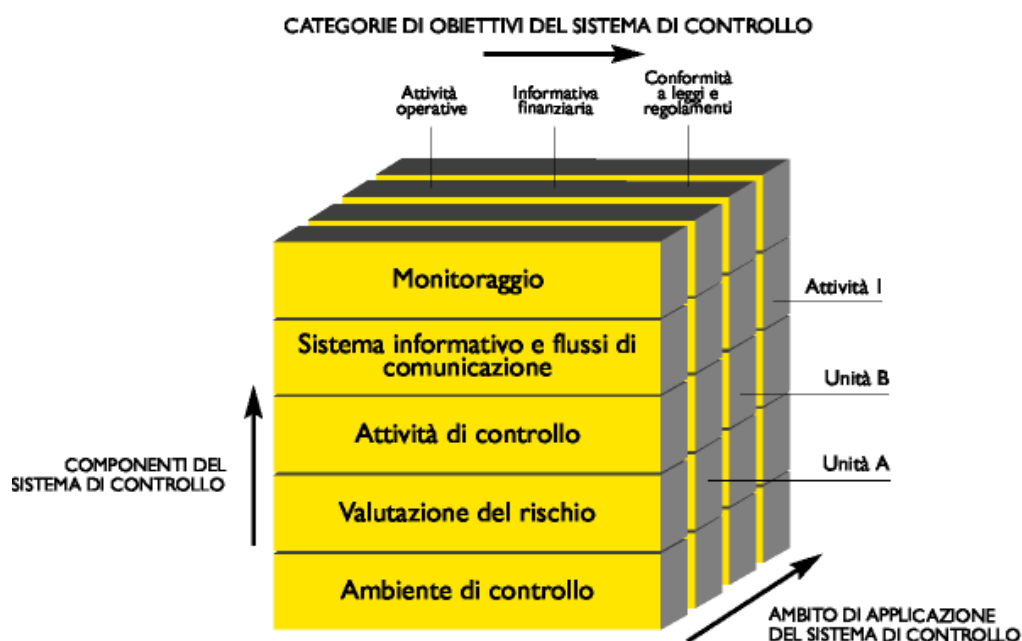 CATEGORIE DI OBIETTIVI DEL SISTEMA DI CONTROLLO
Attività
operative
Informativa
finanziaria
Conformità
a leggi e
regolamenti
Monitoraggio
Sistema informativo e flussi di
comunicazione
Attività di controllo
Valutazione del rischio
Ambiente di controllo
Attività 1
Unità B
Unità A
COMPONENTI DEL
SISTEMA DI CONTROLLO
AMBITO DI APPLICAZIONE
DEL SISTEMA DI CONTROLLO